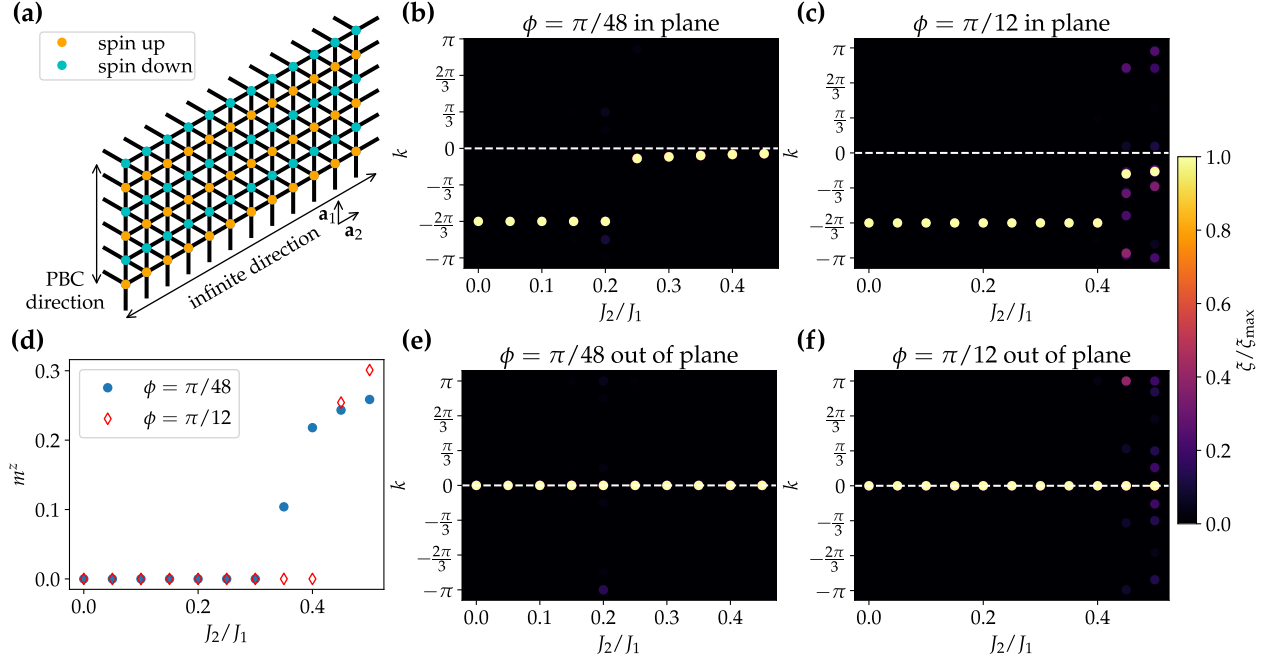 (a)
spin up
spin down
PBC
direction
infinite direction
a₁
a₂
(b)
ϕ = π/48 in plane
π
2π/3
π/3
0
−π/3
−2π/3
−π
k
0.0 0.1 0.2 0.3 0.4
J₂/J₁
(c)
ϕ = π/12 in plane
π
2π/3
π/3
0
−π/3
−2π/3
−π
k
0.0 0.2 0.4
J₂/J₁
1.0
0.8
0.6
0.4
0.2
0.0
ξ/ξmax
(d)
ϕ = π/48
ϕ = π/12
0.3
0.2
0.1
0.0
mᶻ
0.0 0.2 0.4
J₂/J₁
(e)
ϕ = π/48 out of plane
π
2π/3
π/3
0
−π/3
−2π/3
−π
k
0.0 0.1 0.2 0.3 0.4
J₂/J₁
(f)
ϕ = π/12 out of plane
π
2π/3
π/3
0
−π/3
−2π/3
−π
k
0.0 0.2 0.4
J₂/J₁